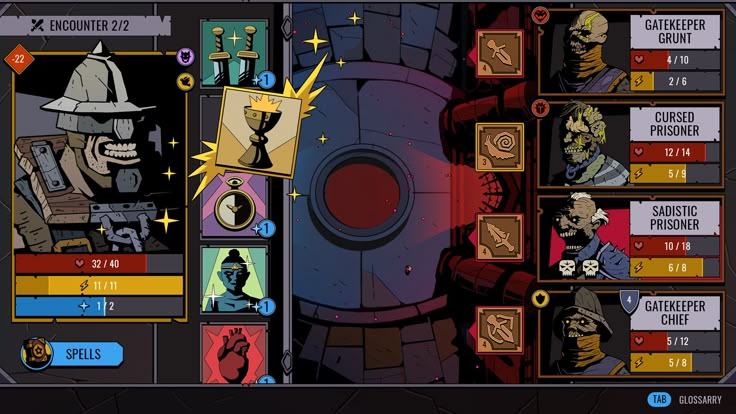 ENCOUNTER 2/2
-22
1
1
1
1
32 / 40
11 / 11
1 / 2
SPELLS
4
3
4
4
GATEKEEPER
GRUNT
4 / 10
2 / 6
CURSED
PRISONER
12 / 14
5 / 9
SADISTIC
PRISONER
10 / 18
6 / 8
4
GATEKEEPER
CHIEF
5 / 12
5 / 8
TAB GLOSSARRY